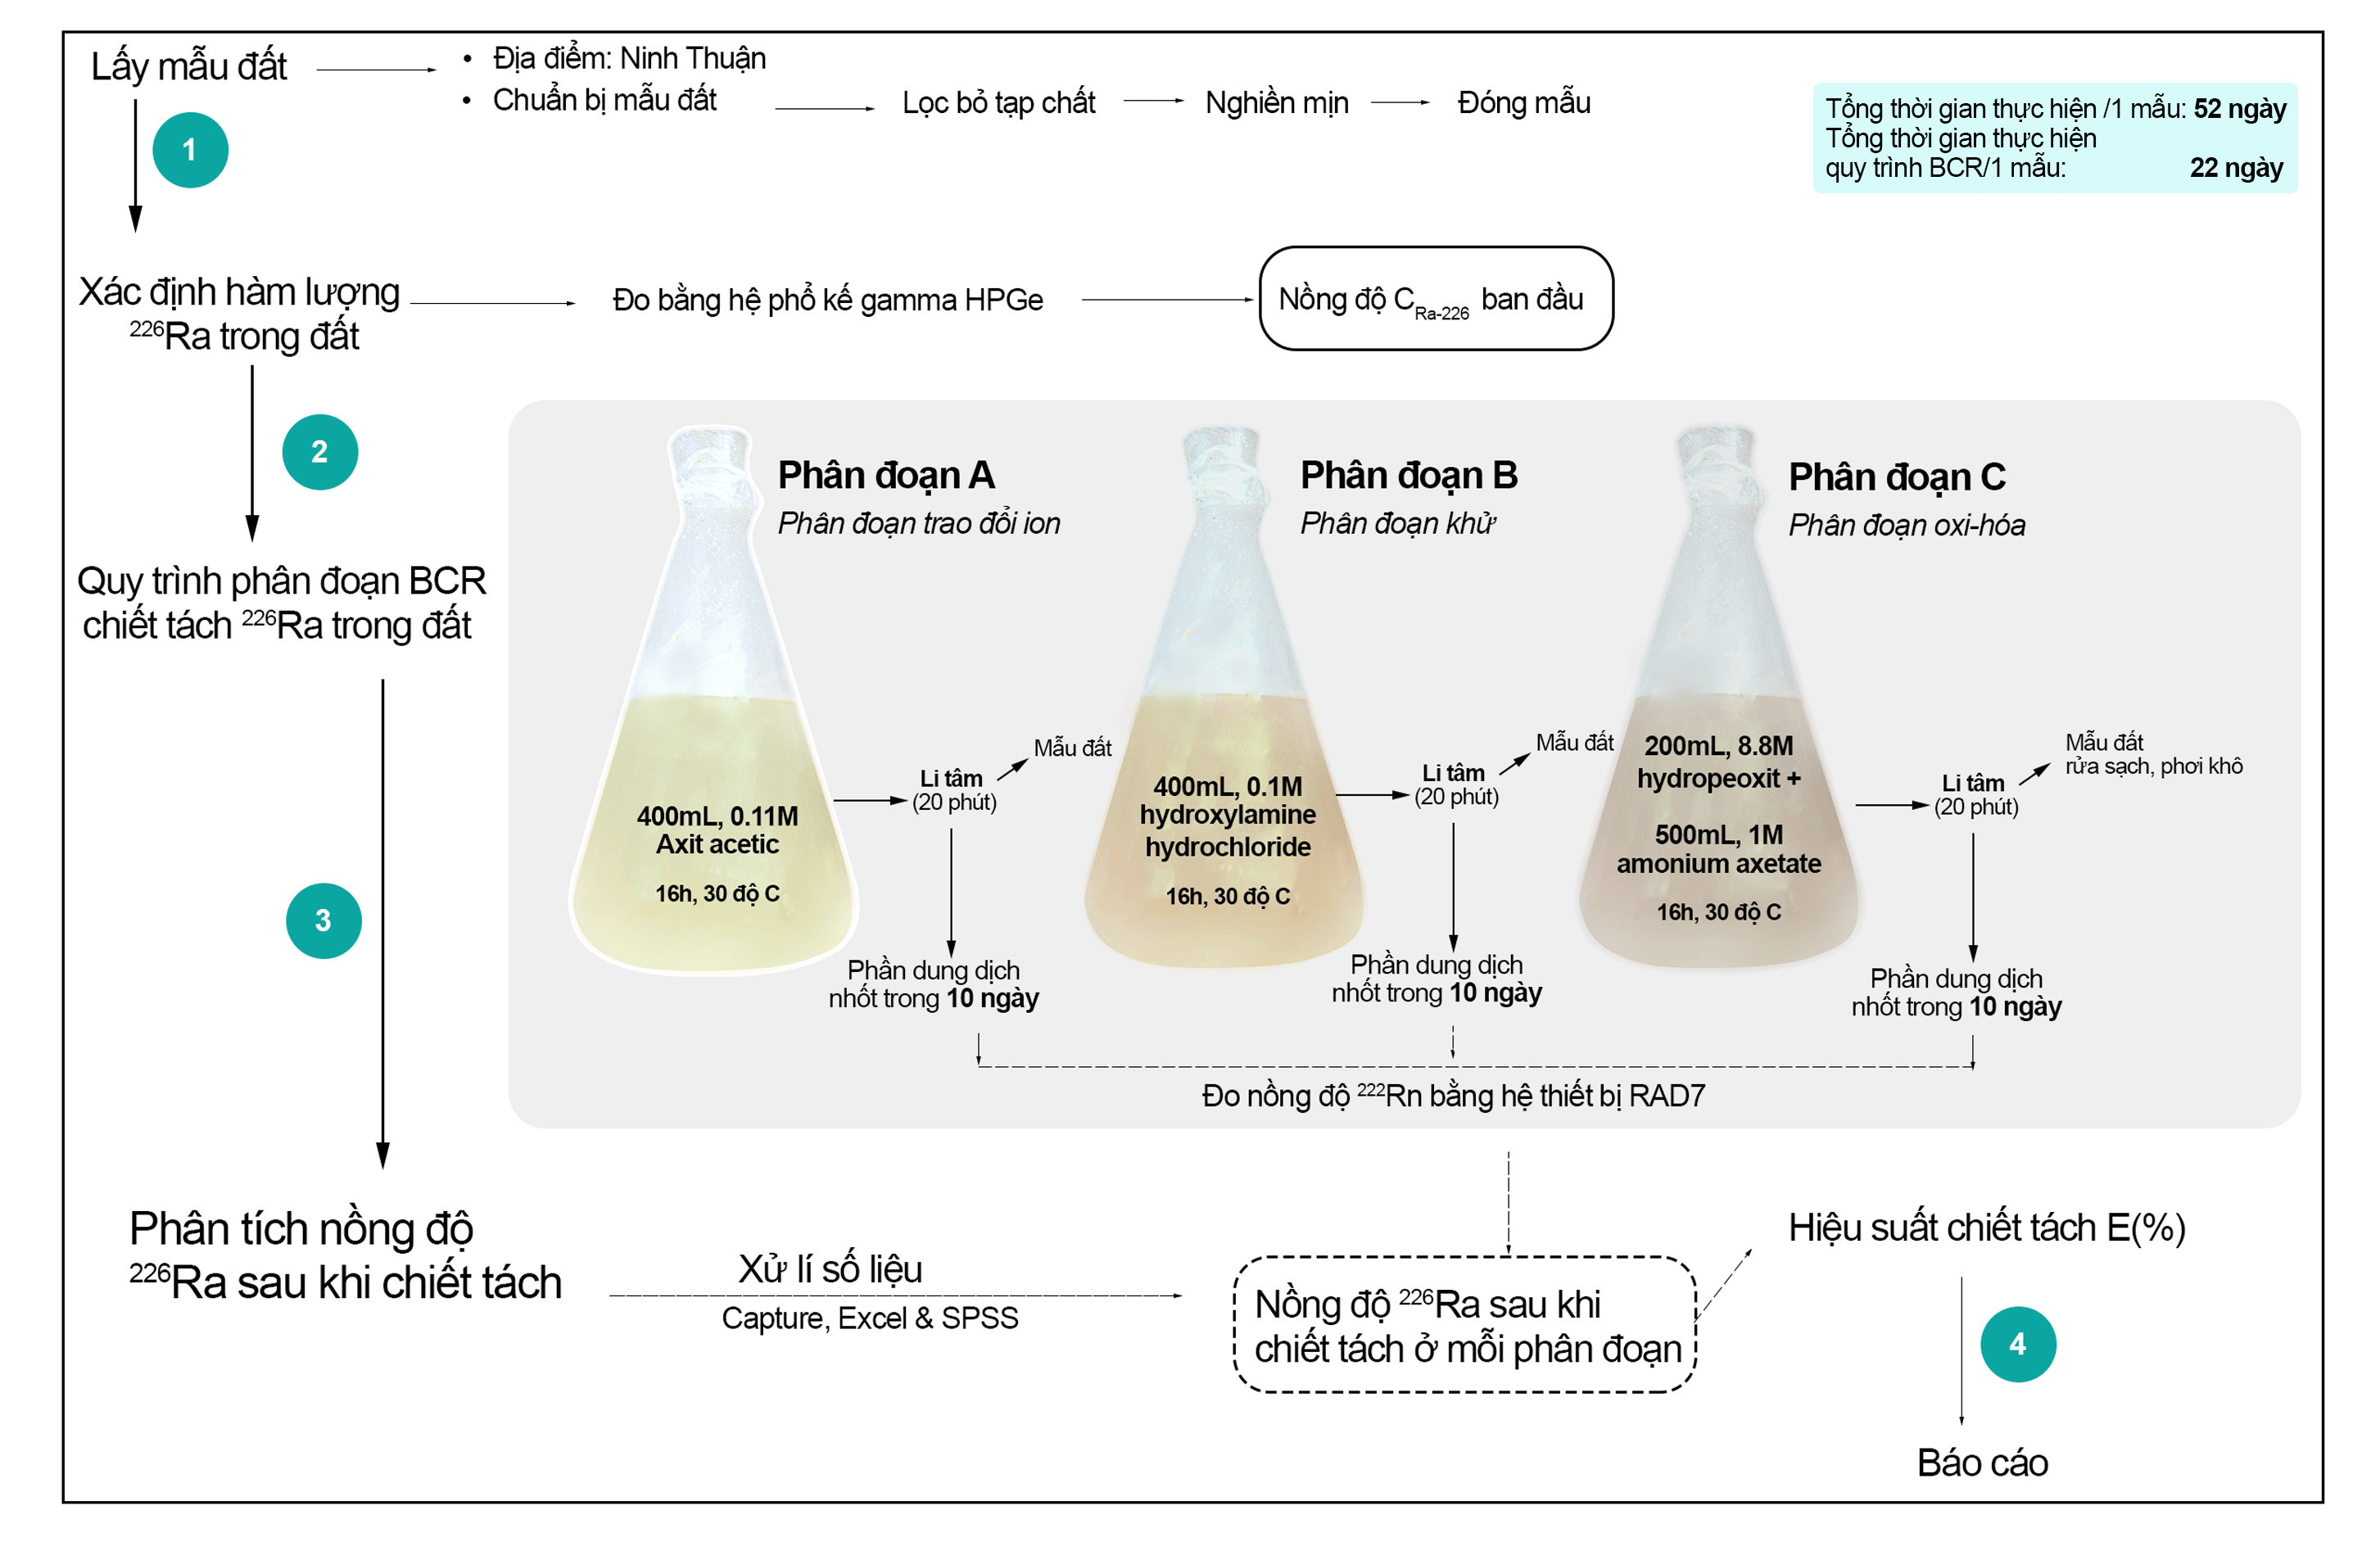 Lấy mẫu đất
• Địa điểm: Ninh Thuận
• Chuẩn bị mẫu đất
Lọc bỏ tạp chất
Nghiền mịn
Đóng mẫu
Tổng thời gian thực hiện /1 mẫu: 52 ngày
Tổng thời gian thực hiện
quy trình BCR/1 mẫu: 22 ngày
1
Xác định hàm lượng
²²⁶Ra trong đất
Đo bằng hệ phổ kế gamma HPGe
Nồng độ C Ra-226 ban đầu
2
Quy trình phân đoạn BCR
chiết tách ²²⁶Ra trong đất
Phân đoạn A
Phân đoạn trao đổi ion
400mL, 0.11M
Axit acetic
16h, 30 độ C
Li tâm
(20 phút)
Mẫu đất
Phần dung dịch
nhốt trong 10 ngày
Phân đoạn B
Phân đoạn khử
400mL, 0.1M
hydroxylamine
hydrochloride
16h, 30 độ C
Li tâm
(20 phút)
Mẫu đất
Phần dung dịch
nhốt trong 10 ngày
Phân đoạn C
Phân đoạn oxi-hóa
200mL, 8.8M
hydropeoxit +
500mL, 1M
amonium axetate
16h, 30 độ C
Li tâm
(20 phút)
Mẫu đất
rửa sạch, phơi khô
Phần dung dịch
nhốt trong 10 ngày
Đo nồng độ ²²²Rn bằng hệ thiết bị RAD7
3
Phân tích nồng độ
²²⁶Ra sau khi chiết tách
Xử lí số liệu
Capture, Excel & SPSS
Nồng độ ²²⁶Ra sau khi
chiết tách ở mỗi phân đoạn
Hiệu suất chiết tách E(%)
4
Báo cáo